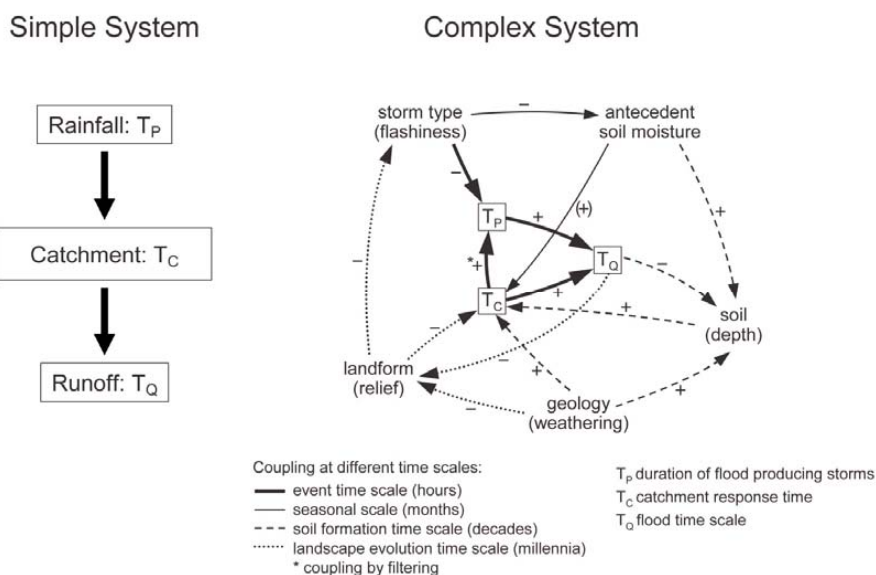 Simple System
Complex System
Rainfall: TP
Catchment: TC
Runoff: TQ
storm type
(flashiness)
–
antecedent
soil moisture
–
+
TP
+
(+)
–
*+
TQ
–
TC
+
+
soil
(depth)
–
landform
(relief)
–
+
+
–
geology
(weathering)
Coupling at different time scales:
event time scale (hours)
seasonal scale (months)
soil formation time scale (decades)
landscape evolution time scale (millennia)
* coupling by filtering
TP duration of flood producing storms
TC catchment response time
TQ flood time scale